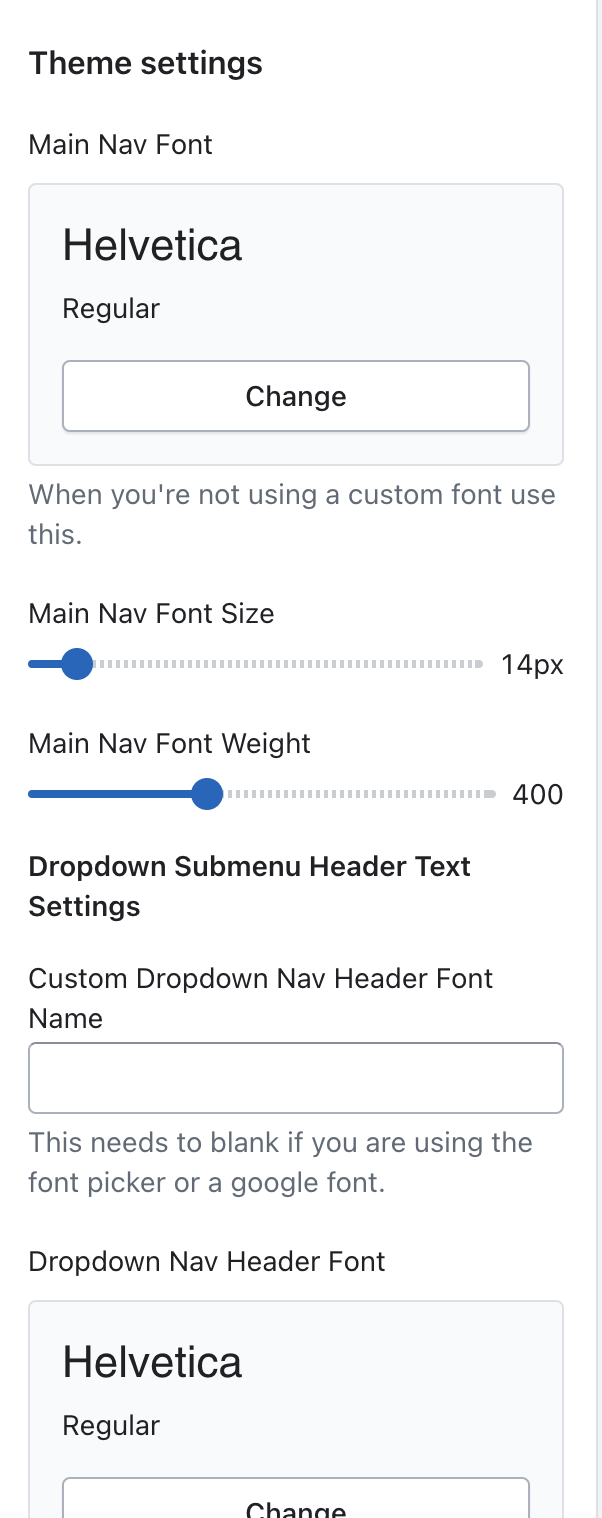 Theme settings
Main Nav Font
Helvetica
Regular
Change
When you're not using a custom font use
this.
Main Nav Font Size
14px
Main Nav Font Weight
400
Dropdown Submenu Header Text
Settings
Custom Dropdown Nav Header Font
Name
This needs to blank if you are using the
font picker or a google font.
Dropdown Nav Header Font
Helvetica
Regular
Change